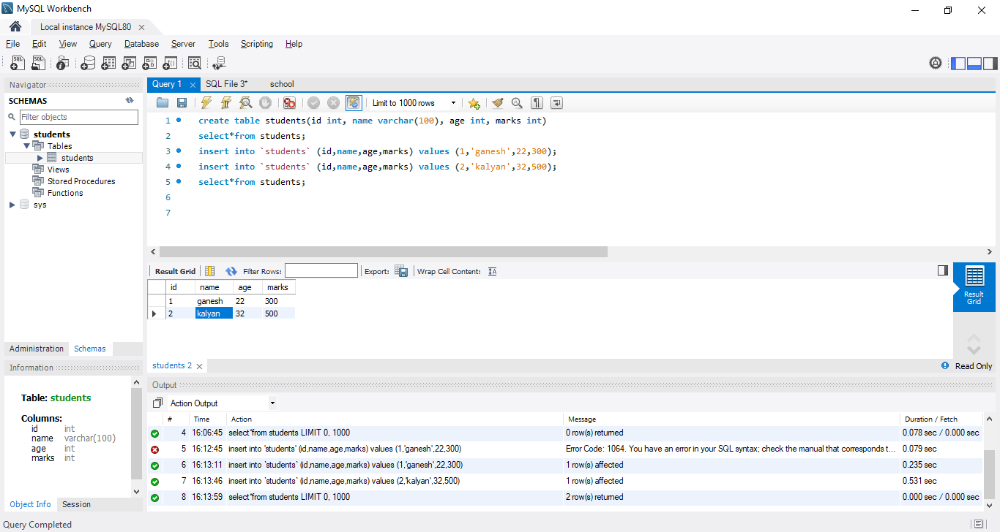 MySQL Workbench
Local instance MySQL80
File Edit View Query Database Server Tools Scripting Help
Navigator
SCHEMAS
Filter objects
students
Tables
students
Views
Stored Procedures
Functions
sys
Administration Schemas
Information
Table: students
Columns:
id int
name varchar(100)
age int
marks int
Object Info Session
Query 1 SQL File 3* school
Limit to 1000 rows
1 create table students(id int, name varchar(100), age int, marks int)
2 select*from students;
3 insert into `students` (id,name,age,marks) values (1,'ganesh',22,300);
4 insert into `students` (id,name,age,marks) values (2,'kalyan',32,500);
5 select*from students;
6
7
Result Grid Filter Rows: Export: Wrap Cell Content:
id name age marks
1 ganesh 22 300
2 kalyan 32 500
Result Grid
students 2
Read Only
Output
Action Output
# Time Action Message Duration / Fetch
4 16:06:45 select*from students LIMIT 0, 1000 0 row(s) returned 0.078 sec / 0.000 sec
5 16:12:45 insert into 'students' (id,name,age,marks) values (1,'ganesh',22,300) Error Code: 1064. You have an error in your SQL syntax; check the manual that corresponds t... 0.079 sec
6 16:13:11 insert into `students` (id,name,age,marks) values (1,'ganesh',22,300) 1 row(s) affected 0.235 sec
7 16:13:46 insert into `students` (id,name,age,marks) values (2,'kalyan',32,500) 1 row(s) affected 0.531 sec
8 16:13:59 select*from students LIMIT 0, 1000 2 row(s) returned 0.000 sec / 0.000 sec
Query Completed